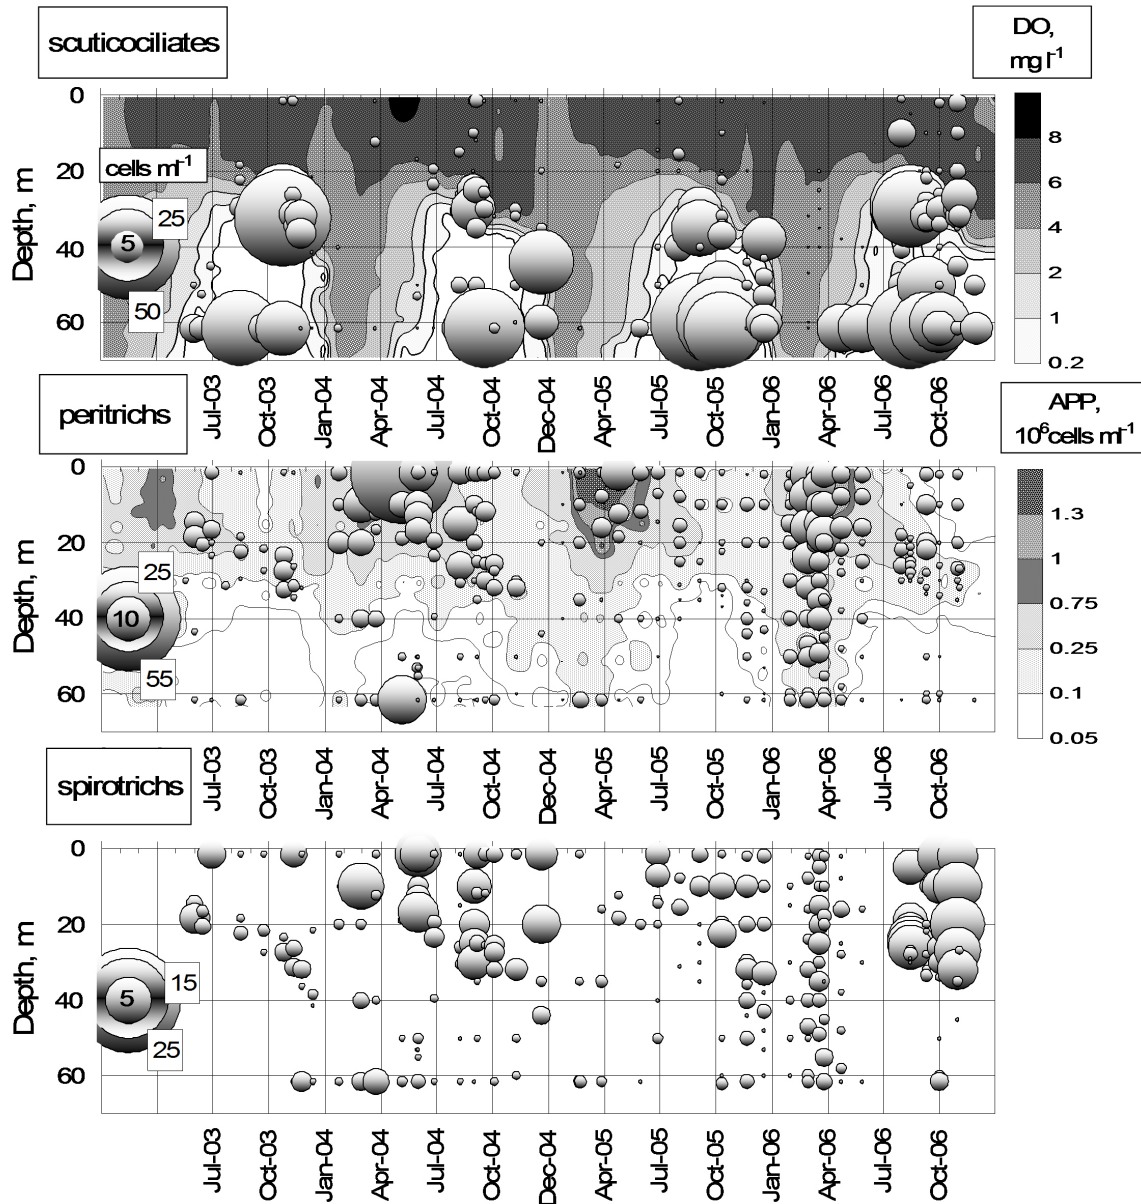 scuticociliates
DO,
mg l⁻¹
0
20
40
60
Depth, m
cells ml⁻¹
25
5
50
8
6
4
2
1
0.2
Jul-03
Oct-03
Jan-04
Apr-04
Jul-04
Oct-04
Dec-04
Apr-05
Jul-05
Oct-05
Jan-06
Apr-06
Jul-06
Oct-06
peritrichs
APP,
10⁶cells ml⁻¹
0
20
40
60
25
10
55
1.3
1
0.75
0.25
0.1
0.05
Jul-03
Oct-03
Jan-04
Apr-04
Jul-04
Oct-04
Dec-04
Apr-05
Jul-05
Oct-05
Jan-06
Apr-06
Jul-06
Oct-06
spirotrichs
0
20
40
60
Depth, m
15
5
25
Jul-03
Oct-03
Jan-04
Apr-04
Jul-04
Oct-04
Dec-04
Apr-05
Jul-05
Oct-05
Jan-06
Apr-06
Jul-06
Oct-06